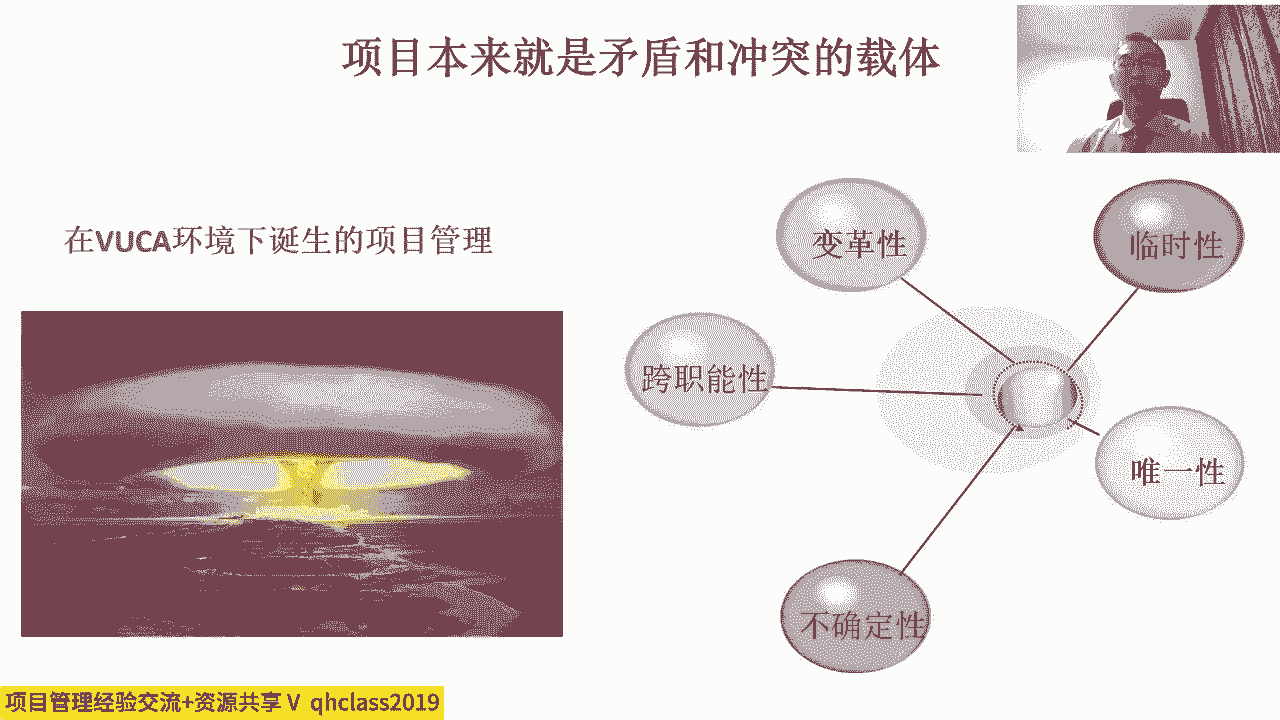 项目本来就是矛盾和冲突的载体
在VUCA环境下诞生的项目管理
变革性
临时性
跨职能性
唯一性
不确定性
项目管理经验交流+资源共享 V qhclass2019